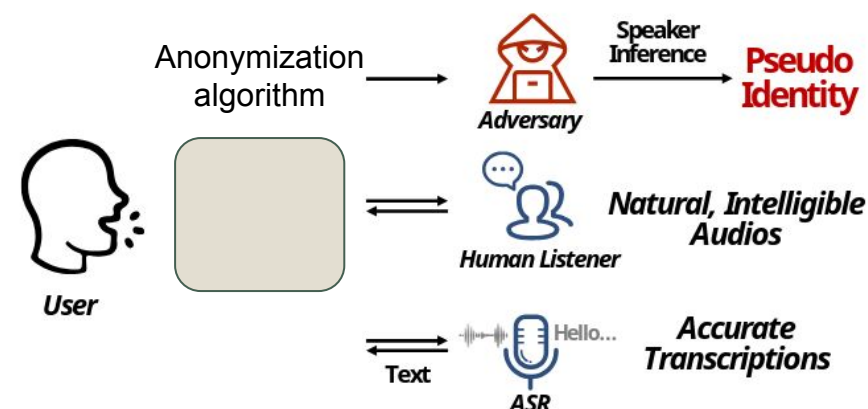 Anonymization
algorithm
Speaker
Inference
Pseudo
Identity
Adversary
User
Human Listener
Natural, Intelligible
Audios
Text
Hello...
ASR
Accurate
Transcriptions